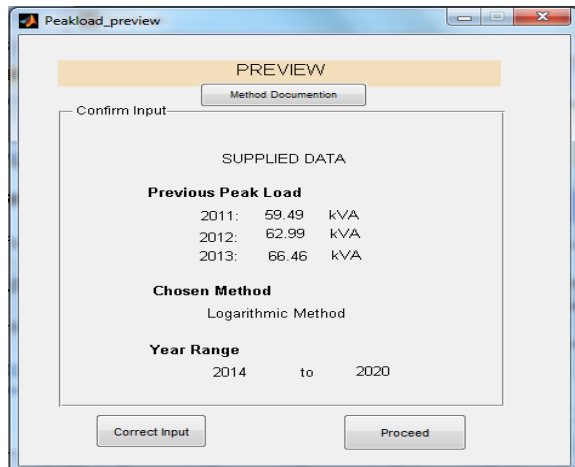 Peakload_preview
PREVIEW
Method Documention
Confirm Input
SUPPLIED DATA
Previous Peak Load
2011: 59.49 kVA
2012: 62.99 kVA
2013: 66.46 kVA
Chosen Method
Logarithmic Method
Year Range
2014 to 2020
Correct Input Proceed